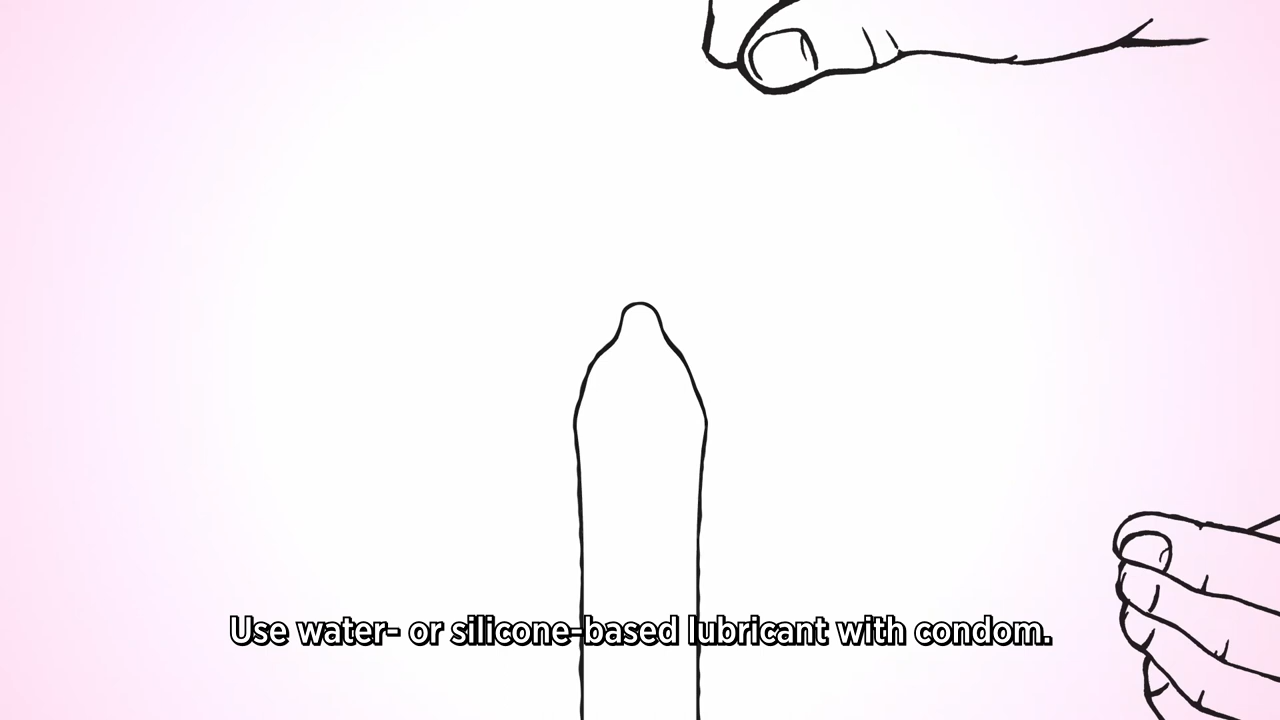 Use water- or silicone-based lubricant with condom.